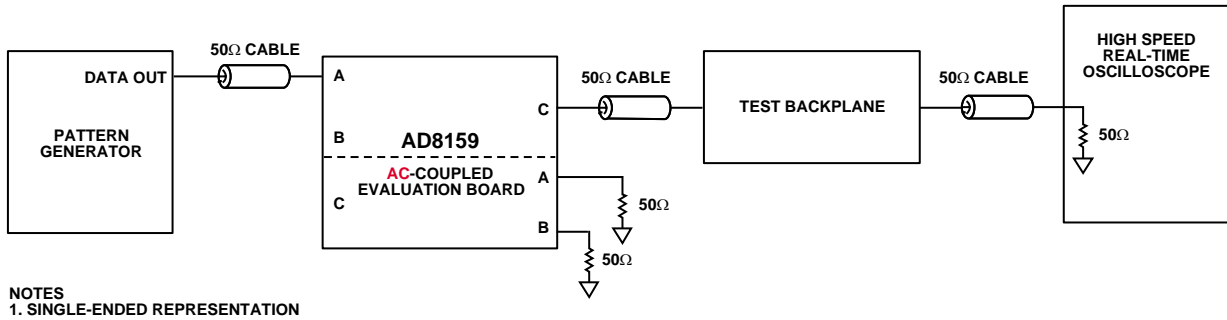 DATA OUT
PATTERN
GENERATOR
50Ω CABLE
A
B
C
AD8159
AC-COUPLED
EVALUATION BOARD
C
A
B
50Ω
50Ω
50Ω CABLE
TEST BACKPLANE
50Ω CABLE
HIGH SPEED
REAL-TIME
OSCILLOSCOPE
50Ω
NOTES
1. SINGLE-ENDED REPRESENTATION